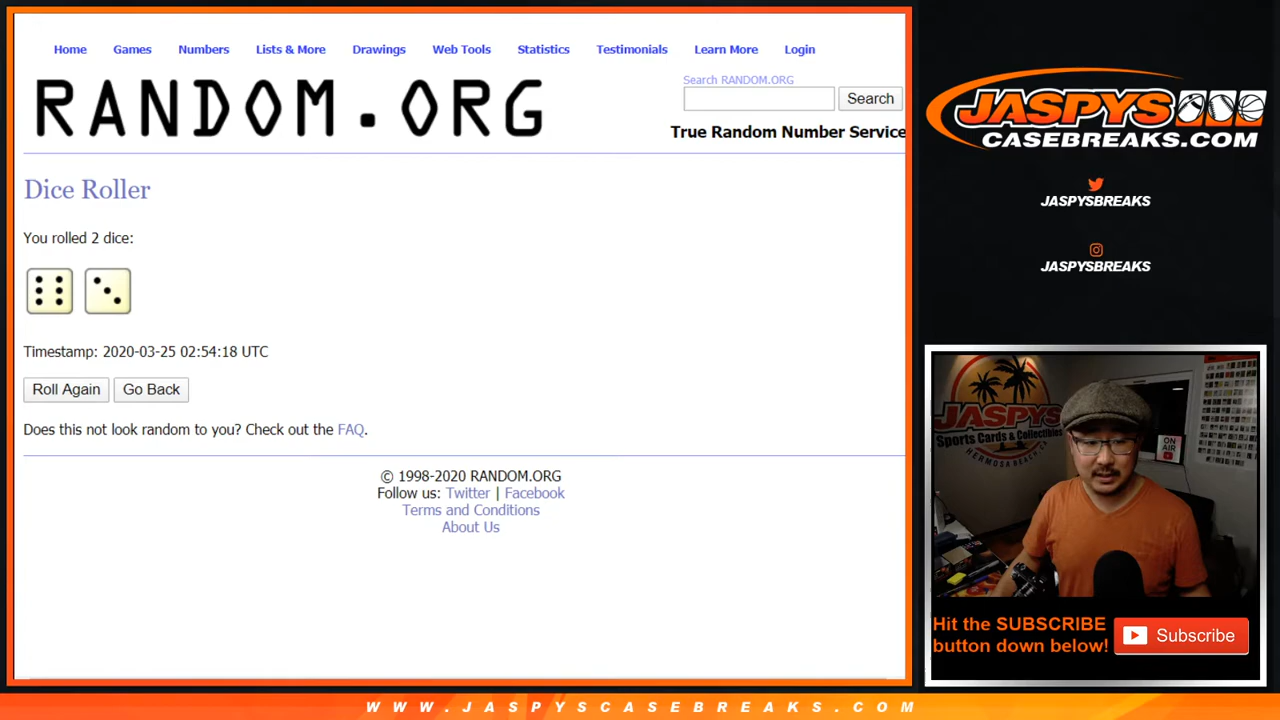 Home Games Numbers Lists & More Drawings Web Tools Statistics Testimonials Learn More Login
RANDOM.ORG
Search RANDOM.ORG
Search
True Random Number Service
Dice Roller
You rolled 2 dice:
Timestamp: 2020-03-25 02:54:18 UTC
Roll Again Go Back
Does this not look random to you? Check out the FAQ.
© 1998-2020 RANDOM.ORG
Follow us: Twitter | Facebook
Terms and Conditions
About Us
JASPYS
CASEBREAKS.COM
JASPYSBREAKS
JASPYSBREAKS
JASPYS
Sports Cards & Collectibles
HERMOSA BEACH, CA
ON AIR
Hit the SUBSCRIBE
button down below!
Subscribe
WWW.JASPYSCASEBREAKS.COM